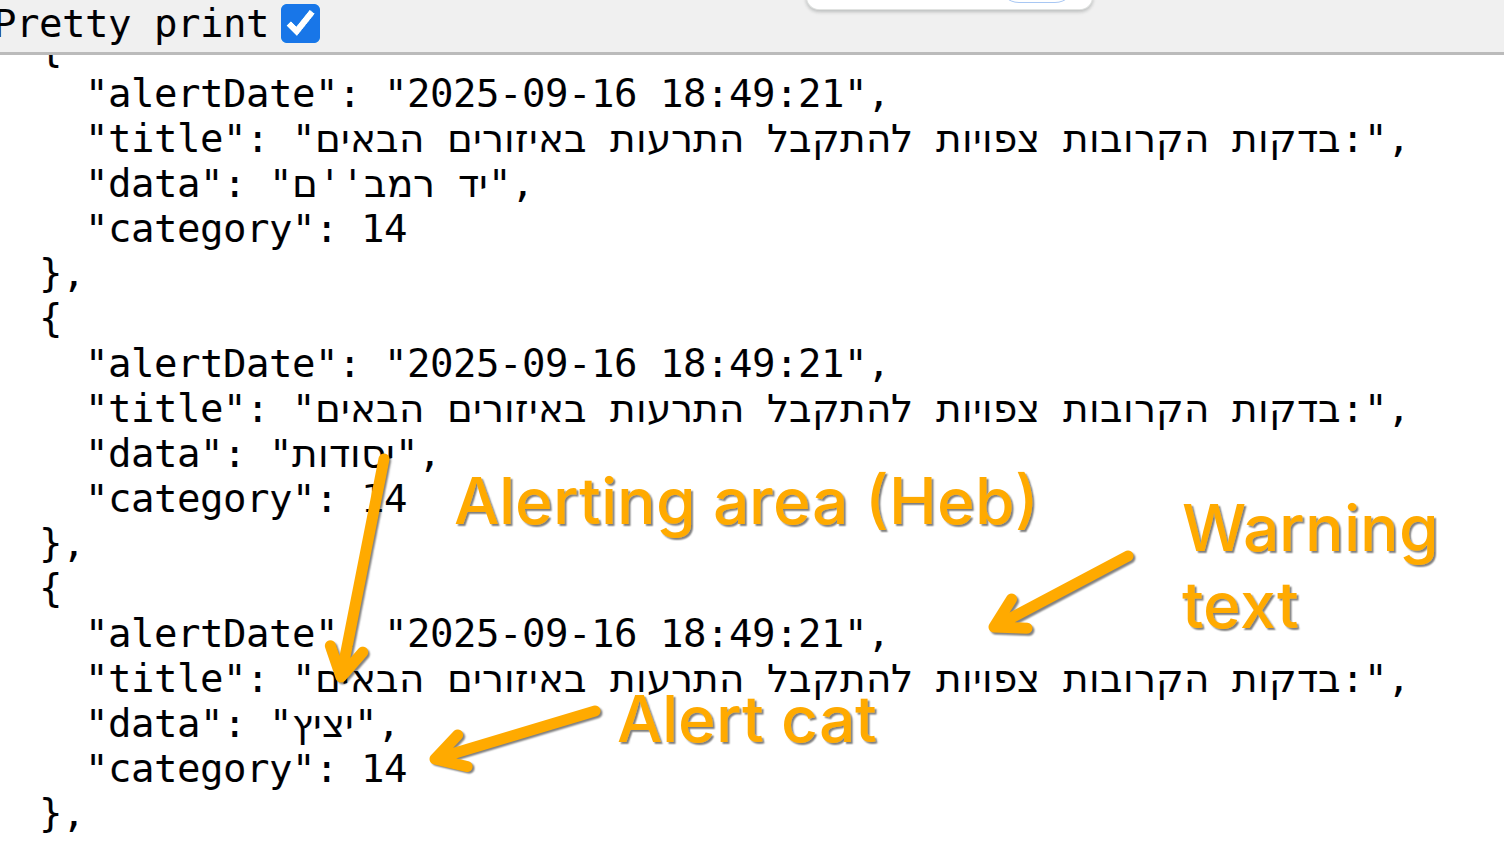 Pretty print
{
"alertDate": "2025-09-16 18:49:21",
"title": "בדקות הקרובות צפויות להתקבל התרעות באיזורים הבאים:",
"data": "יד רמב''ם",
"category": 14
},
{
"alertDate": "2025-09-16 18:49:21",
"title": "בדקות הקרובות צפויות להתקבל התרעות באיזורים הבאים:",
"data": "יסודות",
"category": 14
Alerting area (Heb)
Warning
text
},
{
"alertDate": "2025-09-16 18:49:21",
"title": "בדקות הקרובות צפויות להתקבל התרעות באיזורים הבאים:",
"data": "יציץ",
Alert cat
"category": 14
},